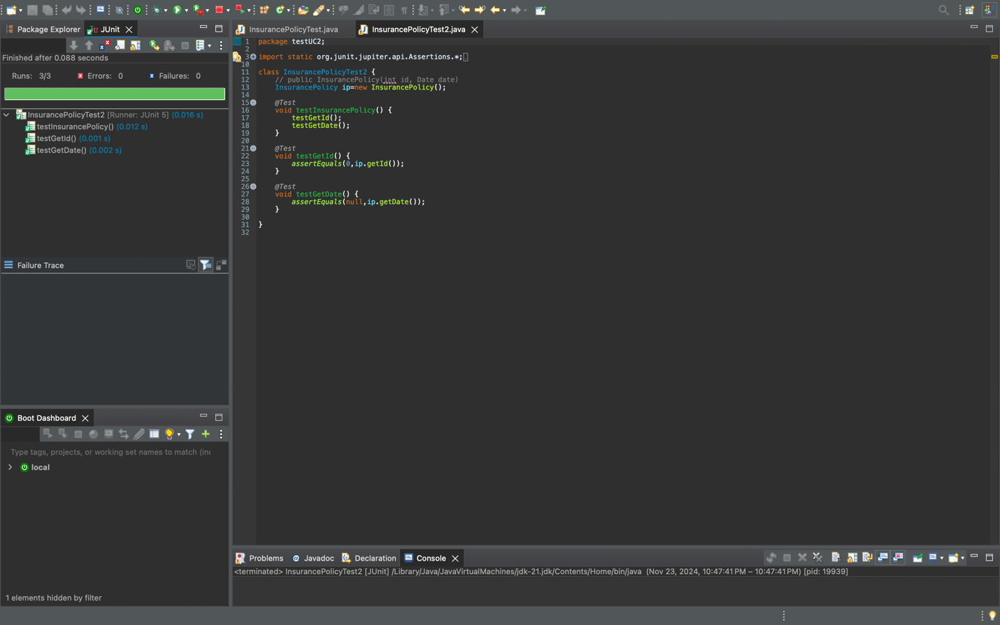 Package Explorer
JUnit
Finished after 0.088 seconds
Runs: 3/3
Errors: 0
Failures: 0
InsurancePolicyTest2 [Runner: JUnit 5] (0.016 s)
testInsurancePolicy() (0.012 s)
testGetId() (0.001 s)
testGetDate() (0.002 s)
Failure Trace
Boot Dashboard
Type tags, projects, or working set names to match (inc
local
1 elements hidden by filter
InsurancePolicyTest.java
InsurancePolicyTest2.java
1 package testUC2;
2
3 import static org.junit.jupiter.api.Assertions.*;
10
11 class InsurancePolicyTest2 {
12 // public InsurancePolicy(int id, Date date)
13 InsurancePolicy ip=new InsurancePolicy();
14
15 @Test
16 void testInsurancePolicy() {
17 testGetId();
18 testGetDate();
19 }
20
21 @Test
22 void testGetId() {
23 assertEquals(0,ip.getId());
24 }
25
26 @Test
27 void testGetDate() {
28 assertEquals(null,ip.getDate());
29 }
30
31 }
32
Problems
Javadoc
Declaration
Console
<terminated> InsurancePolicyTest2 [JUnit] /Library/Java/JavaVirtualMachines/jdk-21.jdk/Contents/Home/bin/java (Nov 23, 2024, 10:47:41 PM – 10:47:41 PM) [pid: 19939]